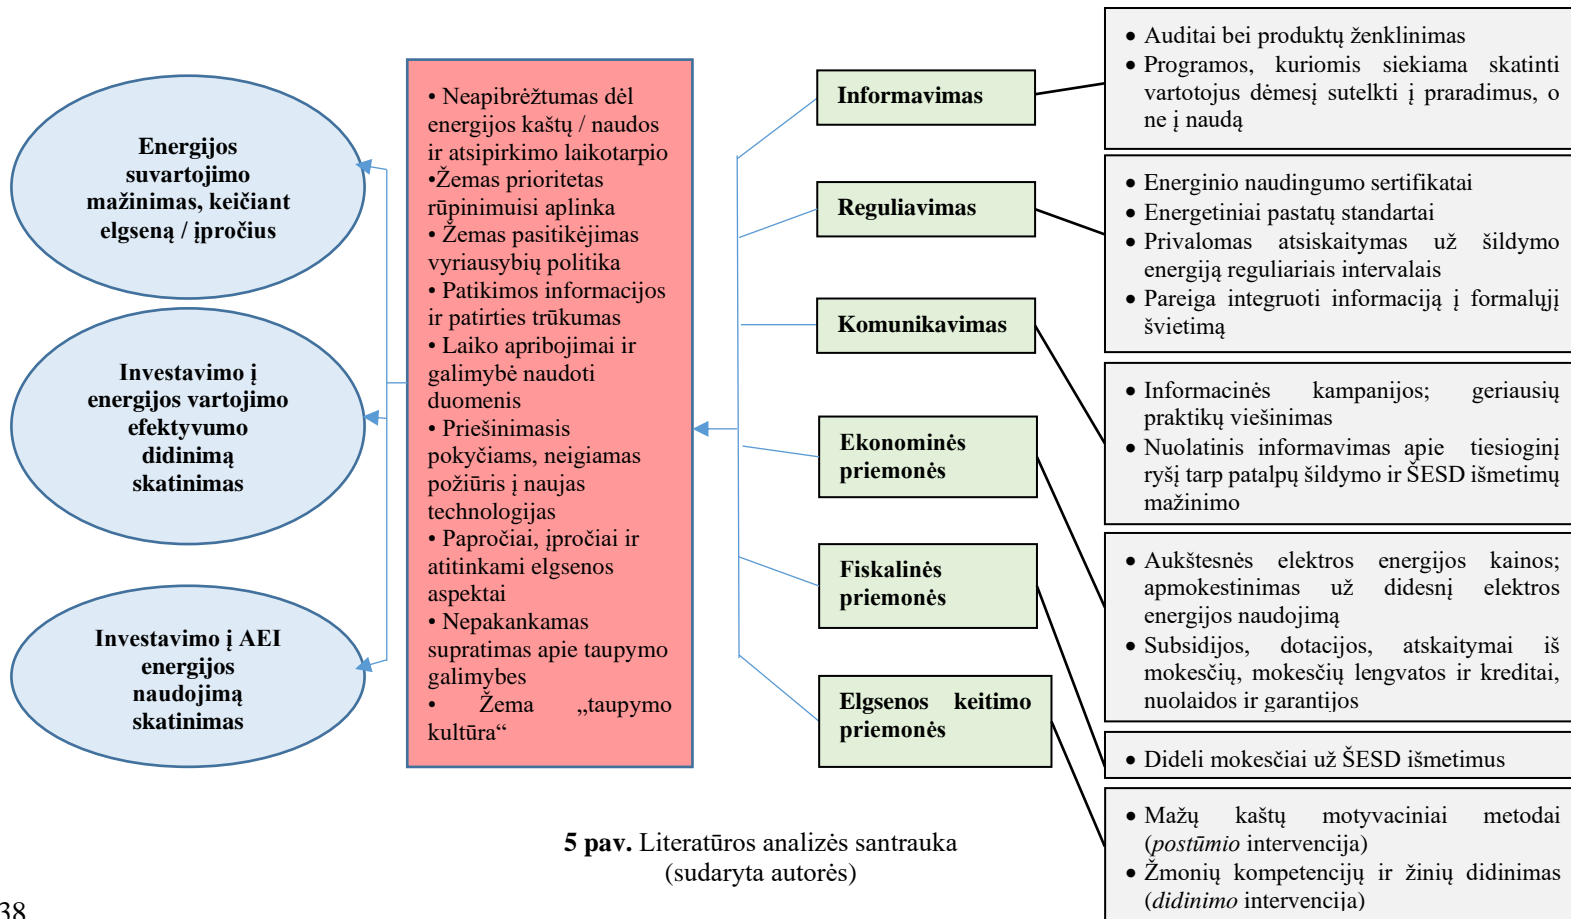 Energijos
suvartojimo
mažinimas, keičiant
elgseną / įpročius
Investavimo į
energijos vartojimo
efektyvumo
didinimą
skatinimas
Investavimo į AEI
energijos
naudojimą
skatinimas
• Neapibrėžtumas dėl
energijos kaštų / naudos
ir atsipirkimo laikotarpio
•Žemas prioritetas
rūpinimuisi aplinka
• Žemas pasitikėjimas
vyriausybių politika
• Patikimos informacijos
ir patirties trūkumas
• Laiko apribojimai ir
galimybė naudoti
duomenis
• Priešinimasis
pokyčiams, neigiamas
požiūris į naujas
technologijas
• Papročiai, įpročiai ir
atitinkami elgsenos
aspektai
• Nepakankamas
supratimas apie taupymo
galimybes
• Žema „taupymo
kultūra“
Informavimas
Reguliavimas
Komunikavimas
Ekonominės
priemonės
Fiskalinės
priemonės
Elgsenos keitimo
priemonės
• Auditai bei produktų ženklinimas
• Programos, kuriomis siekiama skatinti
vartotojus dėmesį sutelkti į praradimus, o
ne į naudą
• Energinio naudingumo sertifikatai
• Energetiniai pastatų standartai
• Privalomas atsiskaitymas už šildymo
energiją reguliariais intervalais
• Pareiga integruoti informaciją į formalųjį
švietimą
• Informacinės kampanijos; geriausių
praktikų viešinimas
• Nuolatinis informavimas apie tiesioginį
ryšį tarp patalpų šildymo ir ŠESD išmetimų
mažinimo
• Aukštesnės elektros energijos kainos;
apmokestinimas už didesnį elektros
energijos naudojimą
• Subsidijos, dotacijos, atskaitymai iš
mokesčių, mokesčių lengvatos ir kreditai,
nuolaidos ir garantijos
• Dideli mokesčiai už ŠESD išmetimus
• Mažų kaštų motyvaciniai metodai
(postūmio intervencija)
• Žmonių kompetencijų ir žinių didinimas
(didinimo intervencija)
5 pav. Literatūros analizės santrauka
(sudaryta autorės)
38